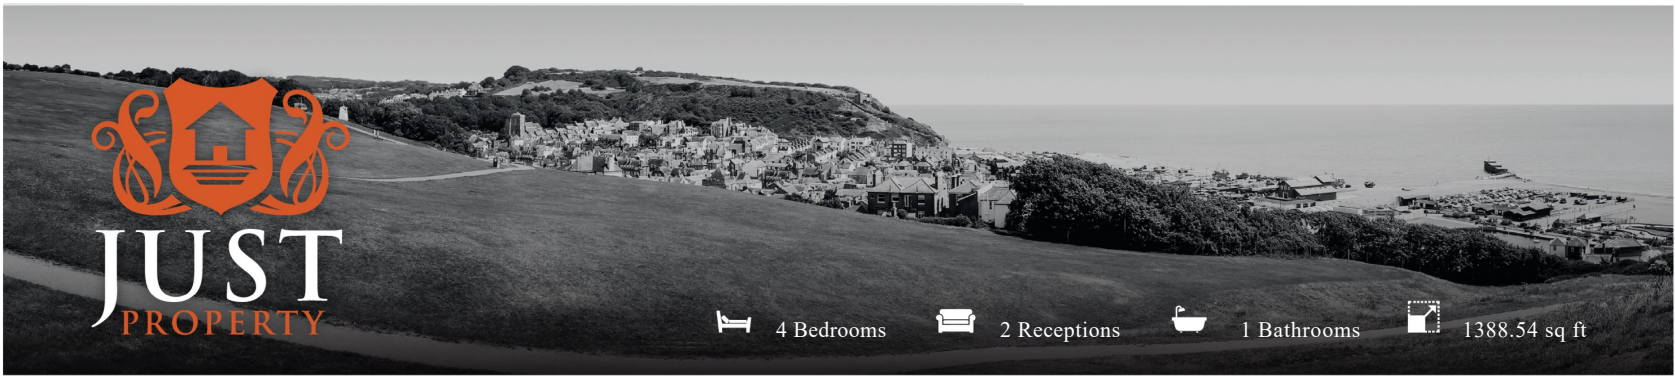 JUST
PROPERTY
4 Bedrooms
2 Receptions
1 Bathrooms
1388.54 sq ft